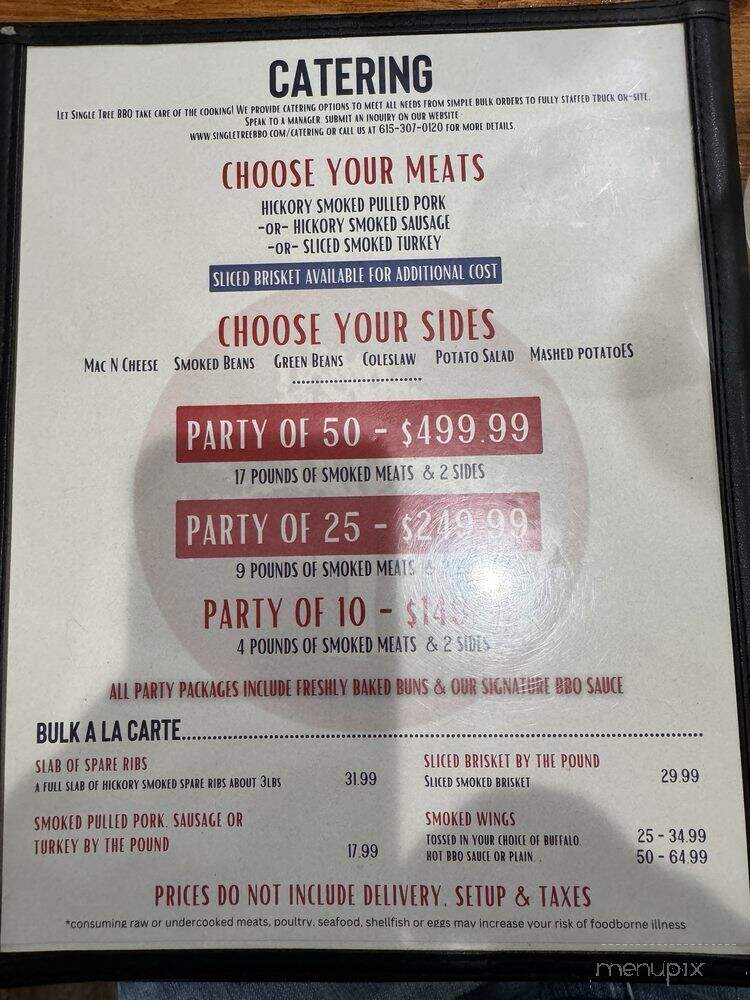 CATERING
LET SINGLE TREE BBQ TAKE CARE OF THE COOKING! WE PROVIDE CATERING OPTIONS TO MEET ALL NEEDS FROM SIMPLE BULK ORDERS TO FULLY STAFFED TRUCK ON-SITE.
SPEAK TO A MANAGER, SUBMIT AN INQUIRY ON OUR WEBSITE
WWW.SINGLETREEBBQ.COM/CATERING OR CALL US AT 615-307-0120 FOR MORE DETAILS.
CHOOSE YOUR MEATS
HICKORY SMOKED PULLED PORK
-OR- HICKORY SMOKED SAUSAGE
-OR- SLICED SMOKED TURKEY
SLICED BRISKET AVAILABLE FOR ADDITIONAL COST
CHOOSE YOUR SIDES
MAC N CHEESE SMOKED BEANS GREEN BEANS COLESLAW POTATO SALAD MASHED POTATOES
PARTY OF 50 - $499.99
17 POUNDS OF SMOKED MEATS & 2 SIDES
PARTY OF 25 - $249.99
9 POUNDS OF SMOKED MEATS
PARTY OF 10 -
4 POUNDS OF SMOKED MEATS & 2 SIDES
ALL PARTY PACKAGES INCLUDE FRESHLY BAKED BUNS & OUR SIGNATURE BBQ SAUCE
BULK A LA CARTE
SLAB OF SPARE RIBS
A FULL SLAB OF HICKORY SMOKED SPARE RIBS ABOUT 3LBS 31.99
SMOKED PULLED PORK, SAUSAGE OR
TURKEY BY THE POUND 17.99
SLICED BRISKET BY THE POUND
SLICED SMOKED BRISKET 29.99
SMOKED WINGS
TOSSED IN YOUR CHOICE OF BUFFALO, 25 - 34.99
HOT BBQ SAUCE OR PLAIN. . 50 - 64.99
PRICES DO NOT INCLUDE DELIVERY, SETUP & TAXES
*consuming raw or undercooked meats, poultry, seafood, shellfish or eggs may increase your risk of foodborne illness
menupix